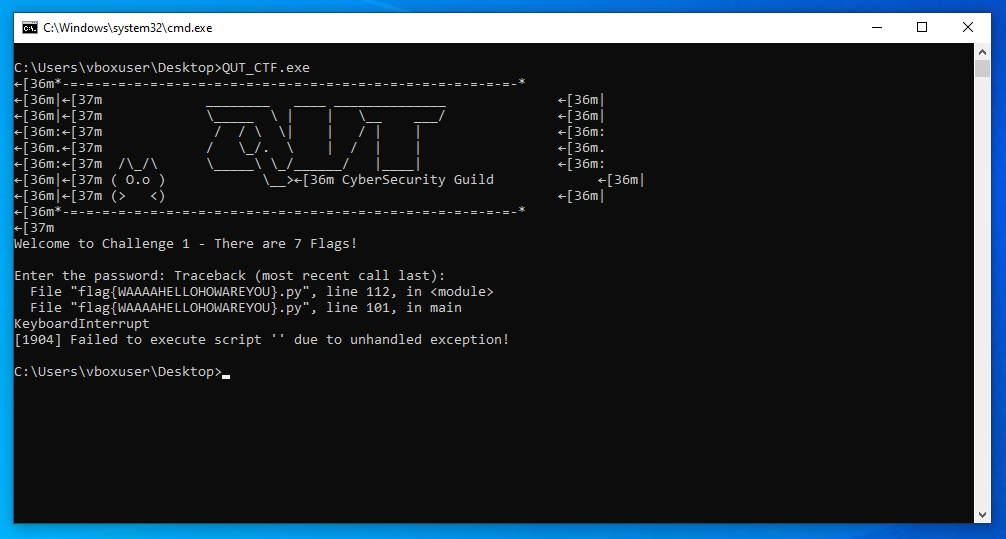 C:\Windows\system32\cmd.exe
C:\Users\vboxuser\Desktop>QUT_CTF.exe
←[36m*-=-=-=-=-=-=-=-=-=-=-=-=-=-=-=-=-=-=-=-=-=-=-=-=-=-=-=-=-*
←[36m|←[37m             ________   ____ ______________              ←[36m|
←[36m|←[37m             \_____  \ |    |   \__    ___/              ←[36m|
←[36m:←[37m              /  / \  \|    |   / |    |                 ←[36m:
←[36m.←[37m             /   \_/.  \    |  /  |    |                 ←[36m.
←[36m:←[37m  /\_/\      \_____\ \_/______/   |____|                 ←[36m:
←[36m|←[37m ( O.o )            \__>←[36m CyberSecurity Guild             ←[36m|
←[36m|←[37m (>   <)                                                 ←[36m|
←[36m*-=-=-=-=-=-=-=-=-=-=-=-=-=-=-=-=-=-=-=-=-=-=-=-=-=-=-=-=-*
←[37m
Welcome to Challenge 1 - There are 7 Flags!
Enter the password: Traceback (most recent call last):
  File "flag{WAAAAHELLOHOWAREYOU}.py", line 112, in <module>
  File "flag{WAAAAHELLOHOWAREYOU}.py", line 101, in main
KeyboardInterrupt
[1904] Failed to execute script '' due to unhandled exception!
C:\Users\vboxuser\Desktop>